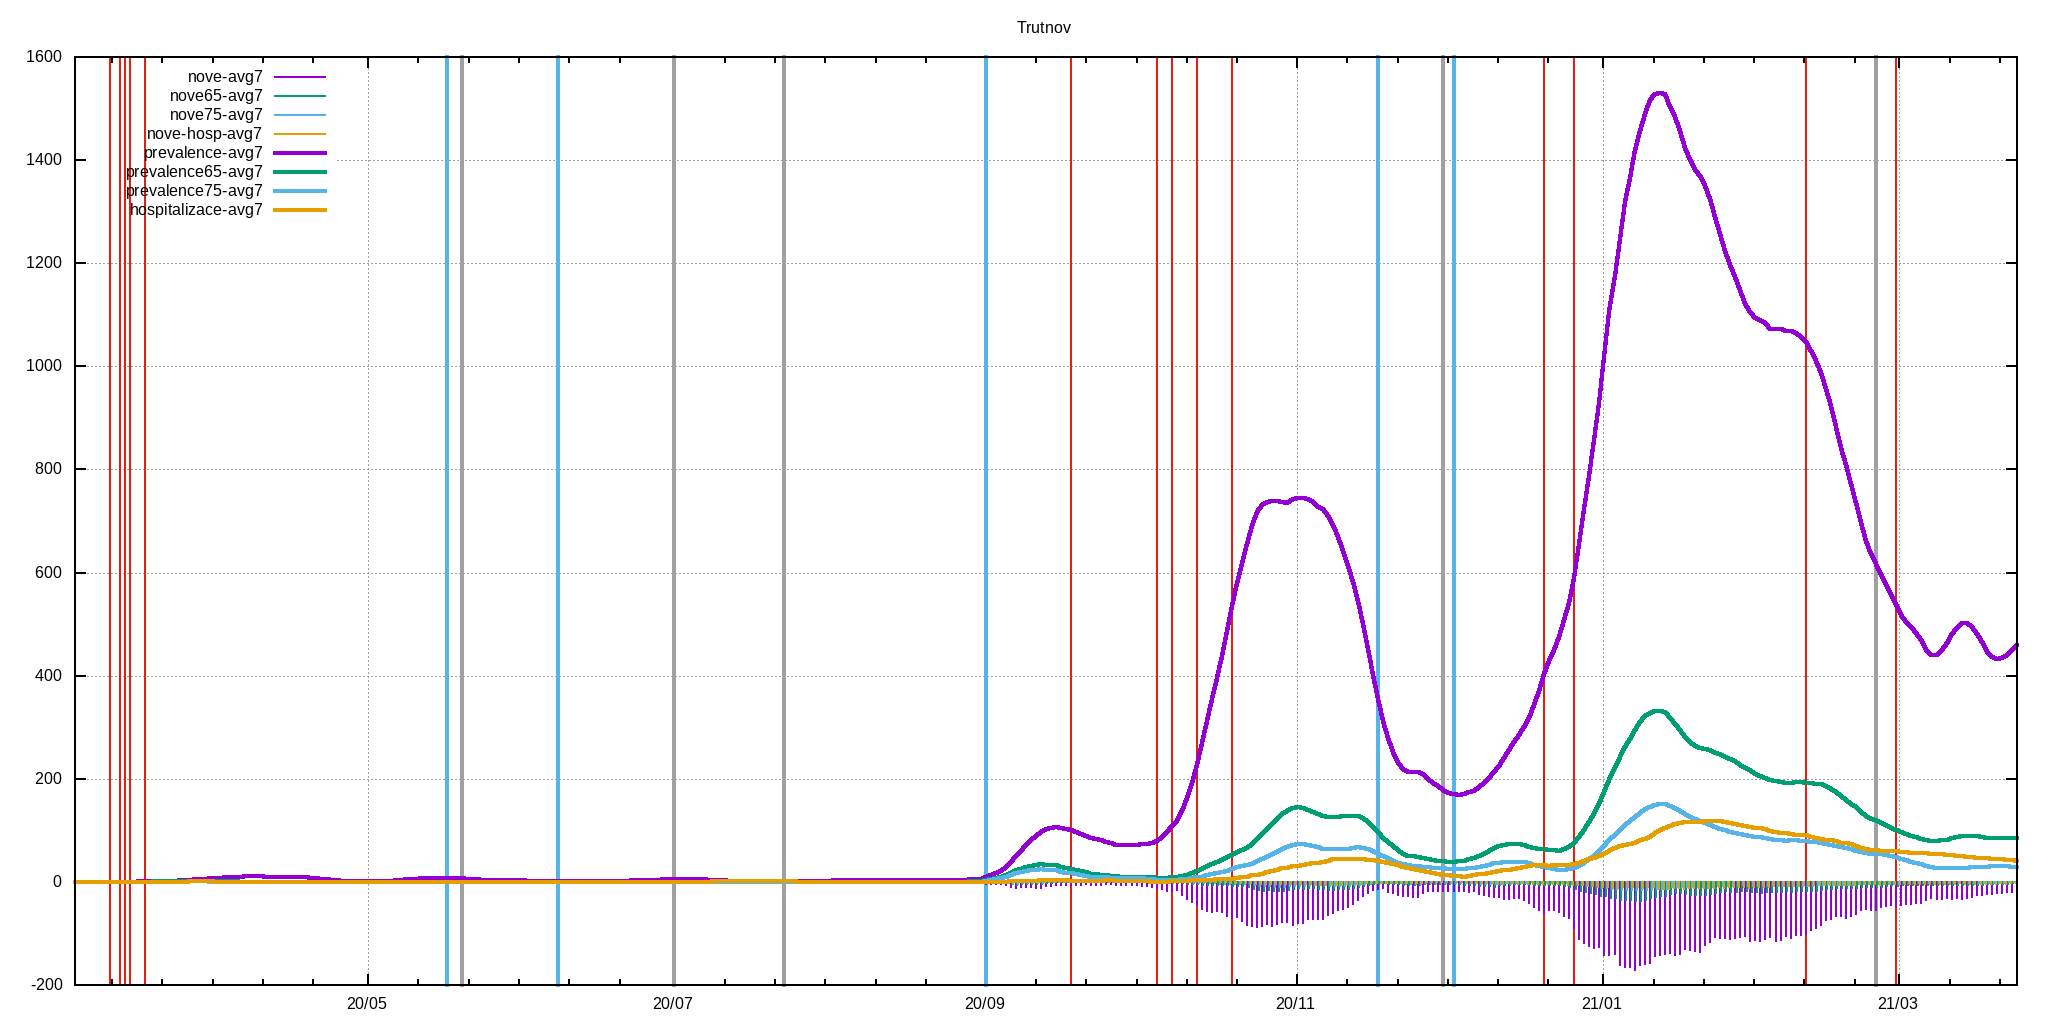 Trutnov
1600
1400
1200
1000
800
600
400
200
0
-200
nove-avg7
nove65-avg7
nove75-avg7
nove-hosp-avg7
prevalence-avg7
prevalence65-avg7
prevalence75-avg7
hospitalizace-avg7
20/05
20/07
20/09
20/11
21/01
21/03